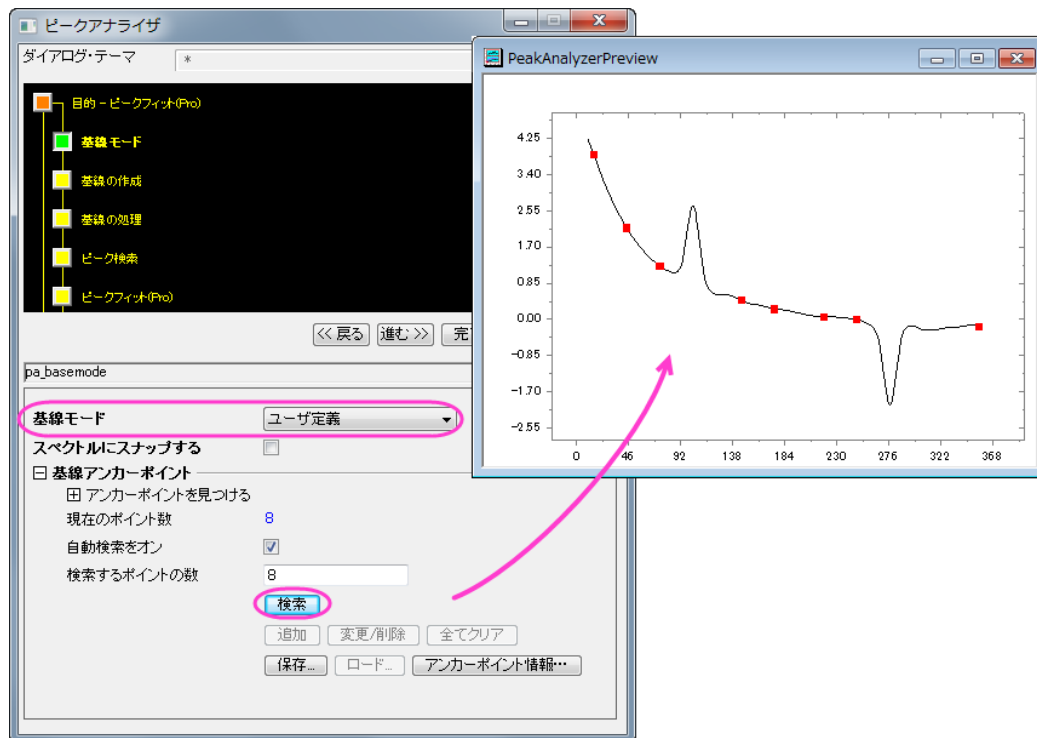 ピークアナライザ
ダイアログ・テーマ
*
目的 - ピークフィット(Pro)
基線モード
基線の作成
基線の処理
ピーク検索
ピークフィット(Pro)
<< 戻る
進む >>
完
pa_basemode
基線モード
ユーザ定義
スペクトルにスナップする
基線アンカーポイント
アンカーポイントを見つける
現在のポイント数
8
自動検索をオン
検索するポイントの数
8
検索
追加
変更/削除
全てクリア
保存...
ロード...
アンカーポイント情報...
PeakAnalyzerPreview
4.25
3.40
2.55
1.70
0.85
0.00
-0.85
-1.70
-2.55
0 46 92 138 184 230 276 322 368